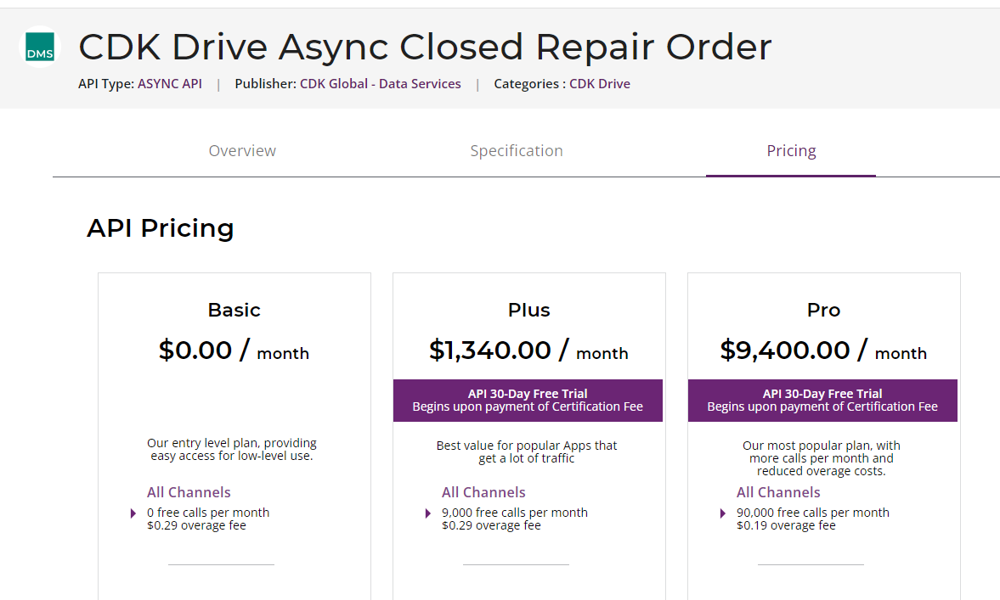 DMS
CDK Drive Async Closed Repair Order
API Type: ASYNC API | Publisher: CDK Global - Data Services | Categories : CDK Drive
Overview
Specification
Pricing
API Pricing
Basic
$0.00 / month
Our entry level plan, providing
easy access for low-level use.
All Channels
0 free calls per month
$0.29 overage fee
Plus
$1,340.00 / month
API 30-Day Free Trial
Begins upon payment of Certification Fee
Best value for popular Apps that
get a lot of traffic
All Channels
9,000 free calls per month
$0.29 overage fee
Pro
$9,400.00 / month
API 30-Day Free Trial
Begins upon payment of Certification Fee
Our most popular plan, with
more calls per month and
reduced overage costs.
All Channels
90,000 free calls per month
$0.19 overage fee